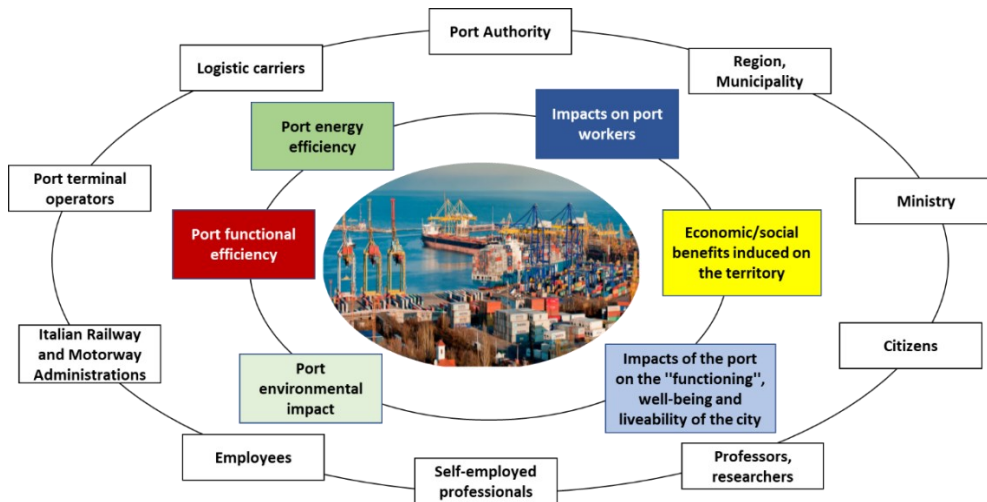 Port Authority
Logistic carriers
Region,
Municipality
Port energy
efficiency
Impacts on port
workers
Port terminal
operators
Ministry
Port functional
efficiency
Economic/social
benefits induced on
the territory
Italian Railway
and Motorway
Administrations
Citizens
Port
environmental
impact
Impacts of the port
on the "functioning",
well-being and
liveability of the city
Employees
Self-employed
professionals
Professors,
researchers